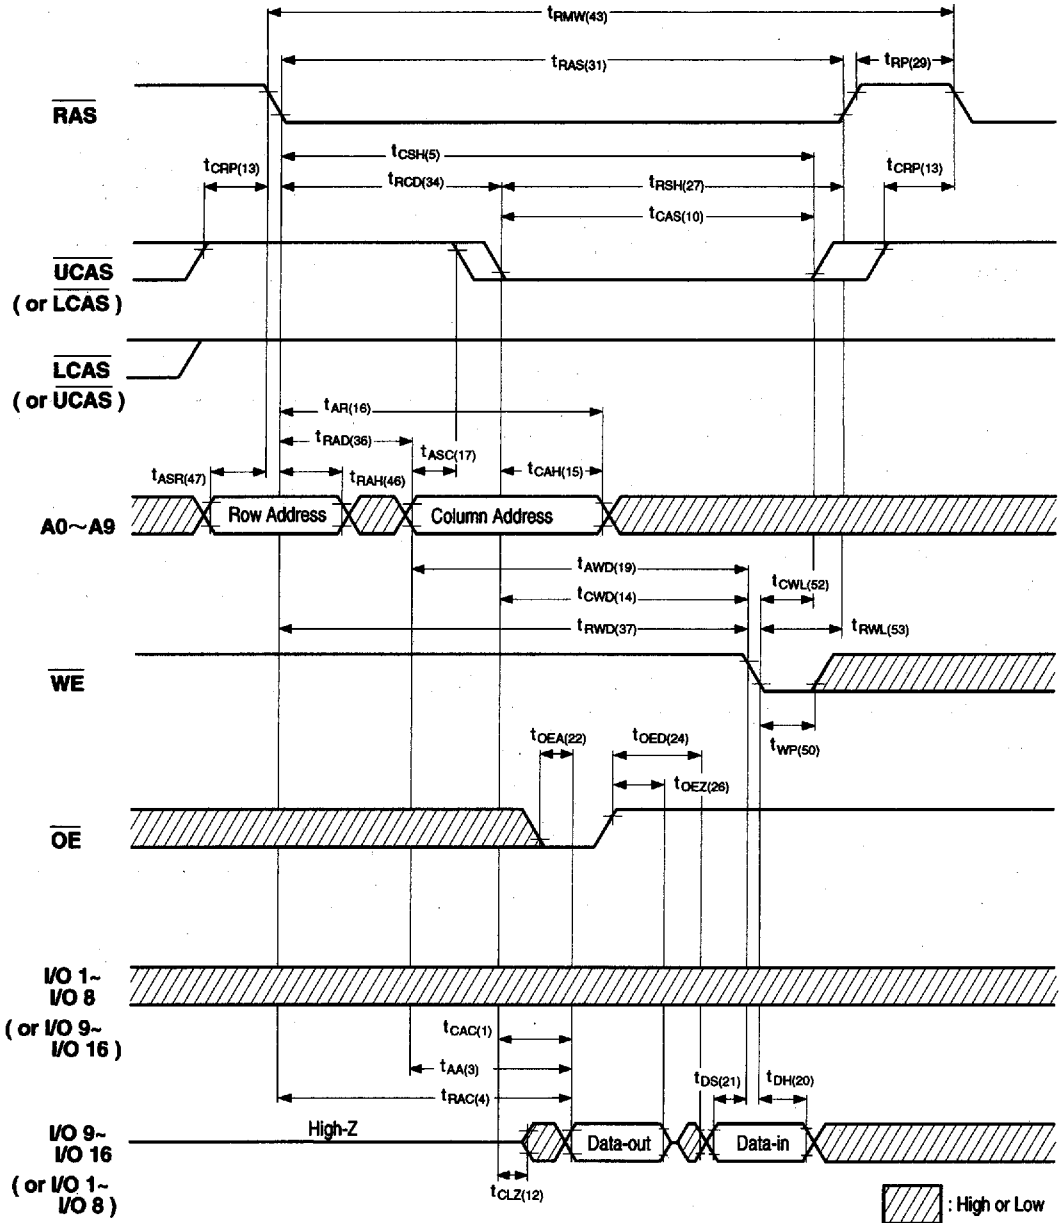 tRMW(43)
tRAS(31)
tRP(29)
RAS
tCSH(5)
tCRP(13)
tRCD(34)
tRSH(27)
tCRP(13)
tCAS(10)
UCAS
( or LCAS )
LCAS
( or UCAS )
tAR(16)
tRAD(36)
tASC(17)
tASR(47)
tRAH(46)
tCAH(15)
A0~A9
Row Address
Column Address
tAWD(19)
tCWL(52)
tCWD(14)
tRWD(37)
tRWL(53)
WE
tWP(50)
tOEA(22)
tOED(24)
tOEZ(26)
OE
I/O 1~
I/O 8
( or I/O 9~
I/O 16 )
tCAC(1)
tAA(3)
tDS(21)
tDH(20)
tRAC(4)
I/O 9~
I/O 16
( or I/O 1~
I/O 8 )
High-Z
Data-out
Data-in
tCLZ(12)
: High or Low